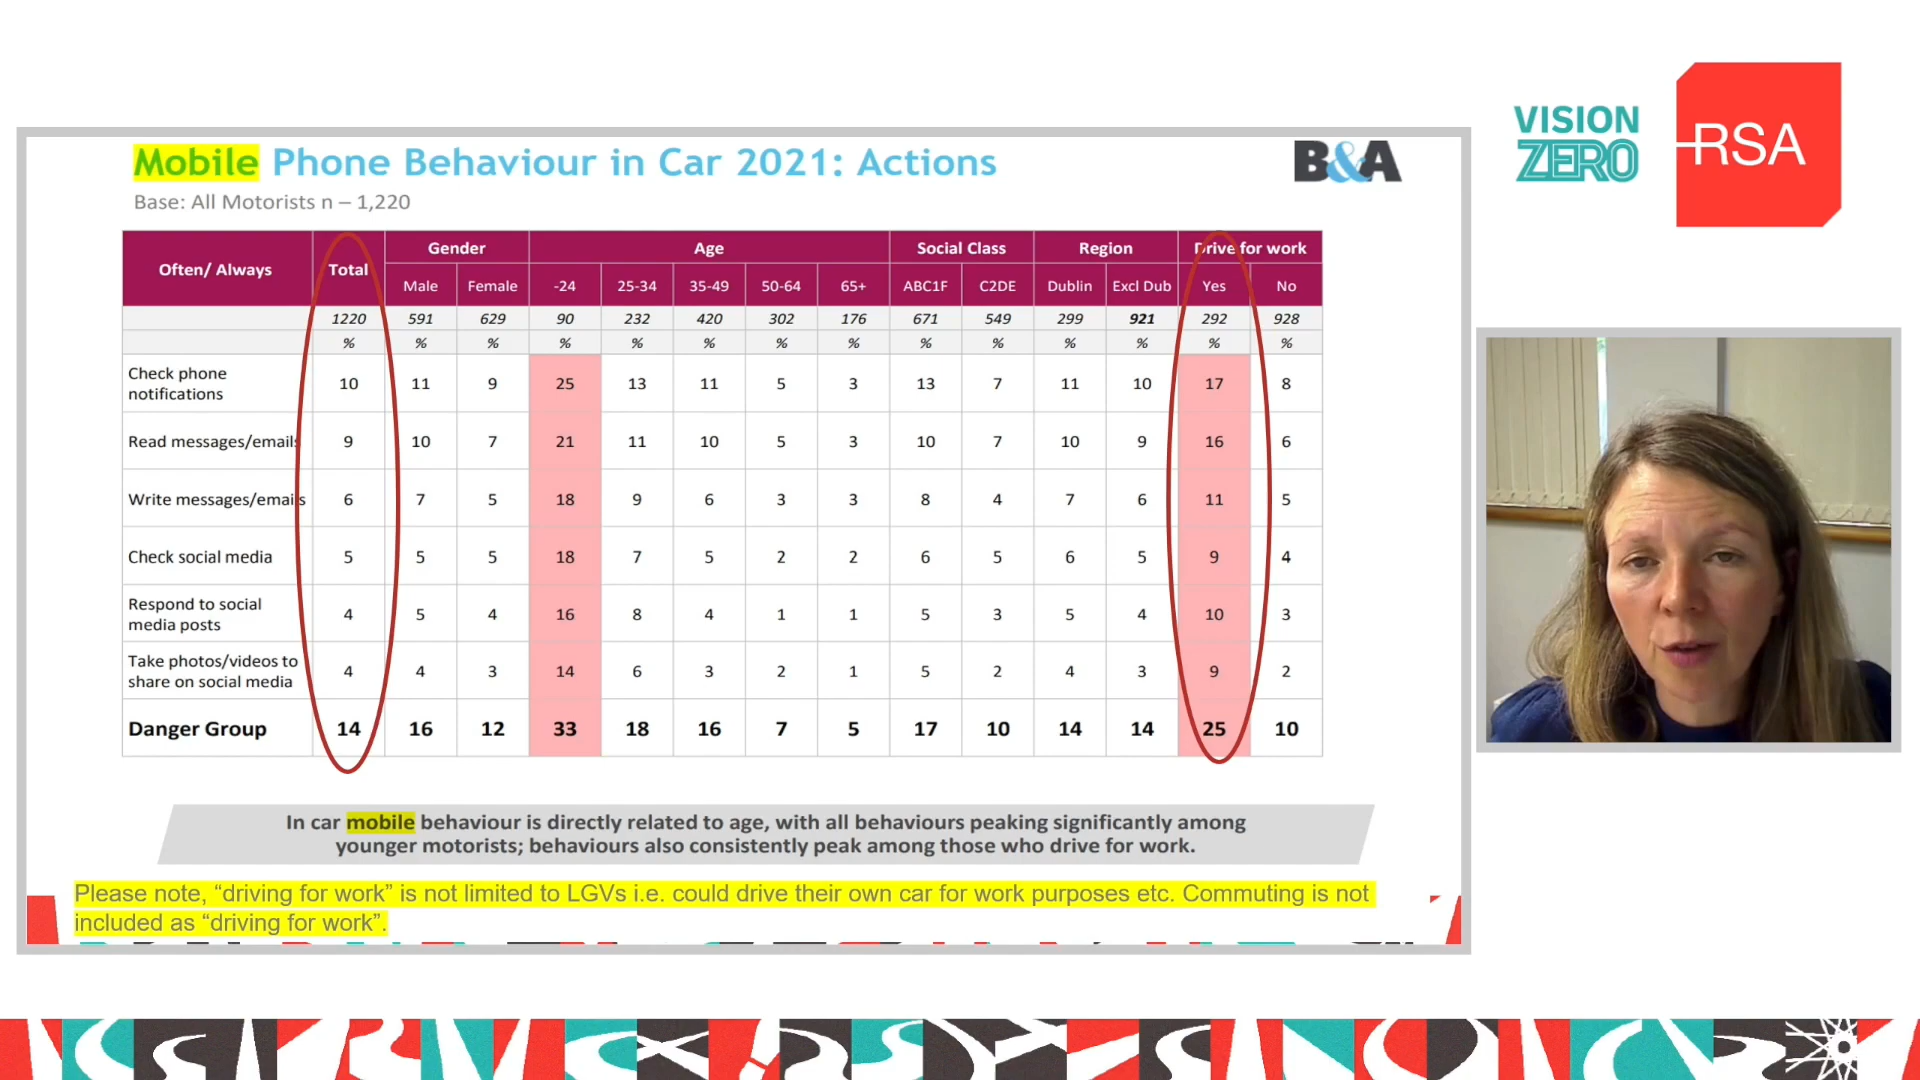 VISION
ZERO
RSA
Mobile Phone Behaviour in Car 2021: Actions
B&A
Base: All Motorists n – 1,220
Often/ Always Total Gender Age Social Class Region Drive for work
Male Female -24 25-34 35-49 50-64 65+ ABC1F C2DE Dublin Excl Dub Yes No
1220 591 629 90 232 420 302 176 671 549 299 921 292 928
% % % % % % % % % % % % % %
Check phone
notifications 10 11 9 25 13 11 5 3 13 7 11 10 17 8
Read messages/emails 9 10 7 21 11 10 5 3 10 7 10 9 16 6
Write messages/emails 6 7 5 18 9 6 3 3 8 4 7 6 11 5
Check social media 5 5 5 18 7 5 2 2 6 5 6 5 9 4
Respond to social
media posts 4 5 4 16 8 4 1 1 5 3 5 4 10 3
Take photos/videos to
share on social media 4 4 3 14 6 3 2 1 5 2 4 3 9 2
Danger Group 14 16 12 33 18 16 7 5 17 10 14 14 25 10
In car mobile behaviour is directly related to age, with all behaviours peaking significantly among
younger motorists; behaviours also consistently peak among those who drive for work.
Please note, “driving for work” is not limited to LGVs i.e. could drive their own car for work purposes etc. Commuting is not
included as “driving for work”.